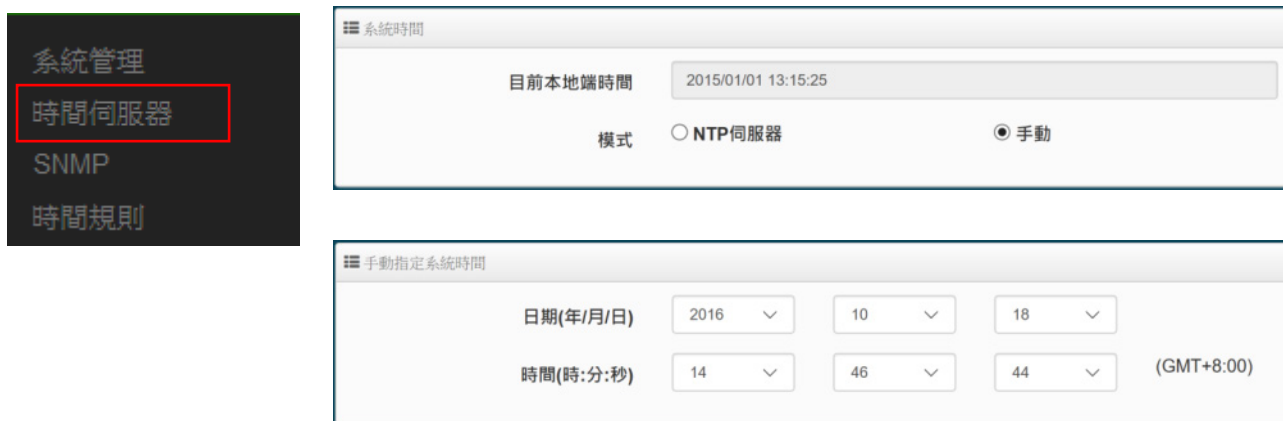 系統管理
時間伺服器
SNMP
時間規則
系統時間
目前本地端時間 2015/01/01 13:15:25
模式 NTP伺服器 手動
手動指定系統時間
日期(年/月/日) 2016 10 18
時間(時:分:秒) 14 46 44 (GMT+8:00)